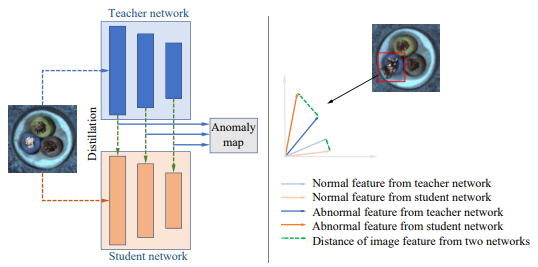 Teacher network
Distillation
Anomaly
map
Student network
Normal feature from teacher network
Normal feature from student network
Abnormal feature from teacher network
Abnormal feature from student network
Distance of image feature from two networks